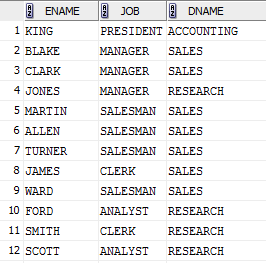 ENAME JOB DNAME
1 KING PRESIDENT ACCOUNTING
2 BLAKE MANAGER SALES
3 CLARK MANAGER SALES
4 JONES MANAGER RESEARCH
5 MARTIN SALESMAN SALES
6 ALLEN SALESMAN SALES
7 TURNER SALESMAN SALES
8 JAMES CLERK SALES
9 WARD SALESMAN SALES
10 FORD ANALYST RESEARCH
11 SMITH CLERK RESEARCH
12 SCOTT ANALYST RESEARCH